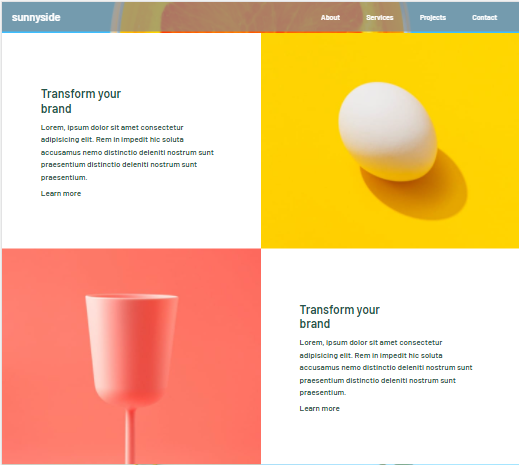 sunnyside About Services Projects Contact
Transform your
brand
Lorem, ipsum dolor sit amet consectetur
adipisicing elit. Rem in impedit hic soluta
accusamus nemo distinctio deleniti nostrum sunt
praesentium distinctio deleniti nostrum sunt
praesentium.
Learn more
Transform your
brand
Lorem, ipsum dolor sit amet consectetur
adipisicing elit. Rem in impedit hic soluta
accusamus nemo distinctio deleniti nostrum sunt
praesentium distinctio deleniti nostrum sunt
praesentium.
Learn more